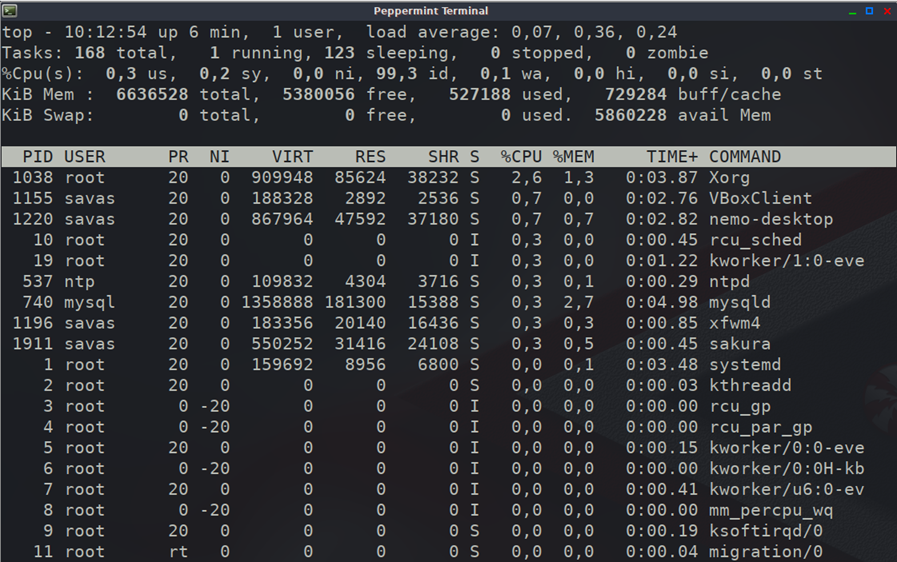 Peppermint Terminal
top - 10:12:54 up 6 min,  1 user,  load average: 0,07, 0,36, 0,24
Tasks: 168 total,   1 running, 123 sleeping,   0 stopped,   0 zombie
%Cpu(s):  0,3 us,  0,2 sy,  0,0 ni, 99,3 id,  0,1 wa,  0,0 hi,  0,0 si,  0,0 st
KiB Mem :  6636528 total,  5380056 free,   527188 used,   729284 buff/cache
KiB Swap:        0 total,        0 free,        0 used.  5860228 avail Mem
PID USER      PR  NI    VIRT    RES    SHR S  %CPU %MEM     TIME+ COMMAND
1038 root      20   0  909948  85624  38232 S   2,6  1,3   0:03.87 Xorg
1155 savas     20   0  188328   2892   2536 S   0,7  0,0   0:02.76 VBoxClient
1220 savas     20   0  867964  47592  37180 S   0,7  0,7   0:02.82 nemo-desktop
10 root      20   0       0      0      0 I   0,3  0,0   0:00.45 rcu_sched
19 root      20   0       0      0      0 I   0,3  0,0   0:01.22 kworker/1:0-eve
537 ntp       20   0  109832   4304   3716 S   0,3  0,1   0:00.29 ntpd
740 mysql     20   0 1358888 181300  15388 S   0,3  2,7   0:04.98 mysqld
1196 savas     20   0  183356  20140  16436 S   0,3  0,3   0:00.85 xfwm4
1911 savas     20   0  550252  31416  24108 S   0,3  0,5   0:00.45 sakura
1 root      20   0  159692   8956   6800 S   0,0  0,1   0:03.48 systemd
2 root      20   0       0      0      0 S   0,0  0,0   0:00.03 kthreadd
3 root       0 -20       0      0      0 I   0,0  0,0   0:00.00 rcu_gp
4 root       0 -20       0      0      0 I   0,0  0,0   0:00.00 rcu_par_gp
5 root      20   0       0      0      0 I   0,0  0,0   0:00.15 kworker/0:0-eve
6 root       0 -20       0      0      0 I   0,0  0,0   0:00.00 kworker/0:0H-kb
7 root      20   0       0      0      0 I   0,0  0,0   0:00.41 kworker/u6:0-ev
8 root       0 -20       0      0      0 I   0,0  0,0   0:00.00 mm_percpu_wq
9 root      20   0       0      0      0 S   0,0  0,0   0:00.19 ksoftirqd/0
11 root      rt   0       0      0      0 S   0,0  0,0   0:00.04 migration/0